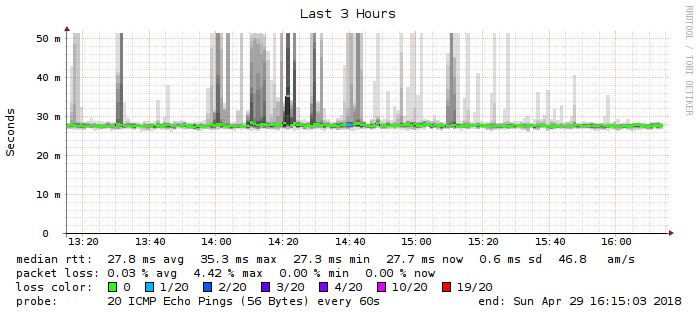 Last 3 Hours
RRDTOOL / TOBI OETIKER
Seconds
50 m
40 m
30 m
20 m
10 m
0
13:20 13:40 14:00 14:20 14:40 15:00 15:20 15:40 16:00
median rtt: 27.8 ms avg 35.3 ms max 27.3 ms min 27.7 ms now 0.6 ms sd 46.8 am/s
packet loss: 0.03 % avg 4.42 % max 0.00 % min 0.00 % now
loss color: 0 1/20 2/20 3/20 4/20 10/20 19/20
probe: 20 ICMP Echo Pings (56 Bytes) every 60s end: Sun Apr 29 16:15:03 2018